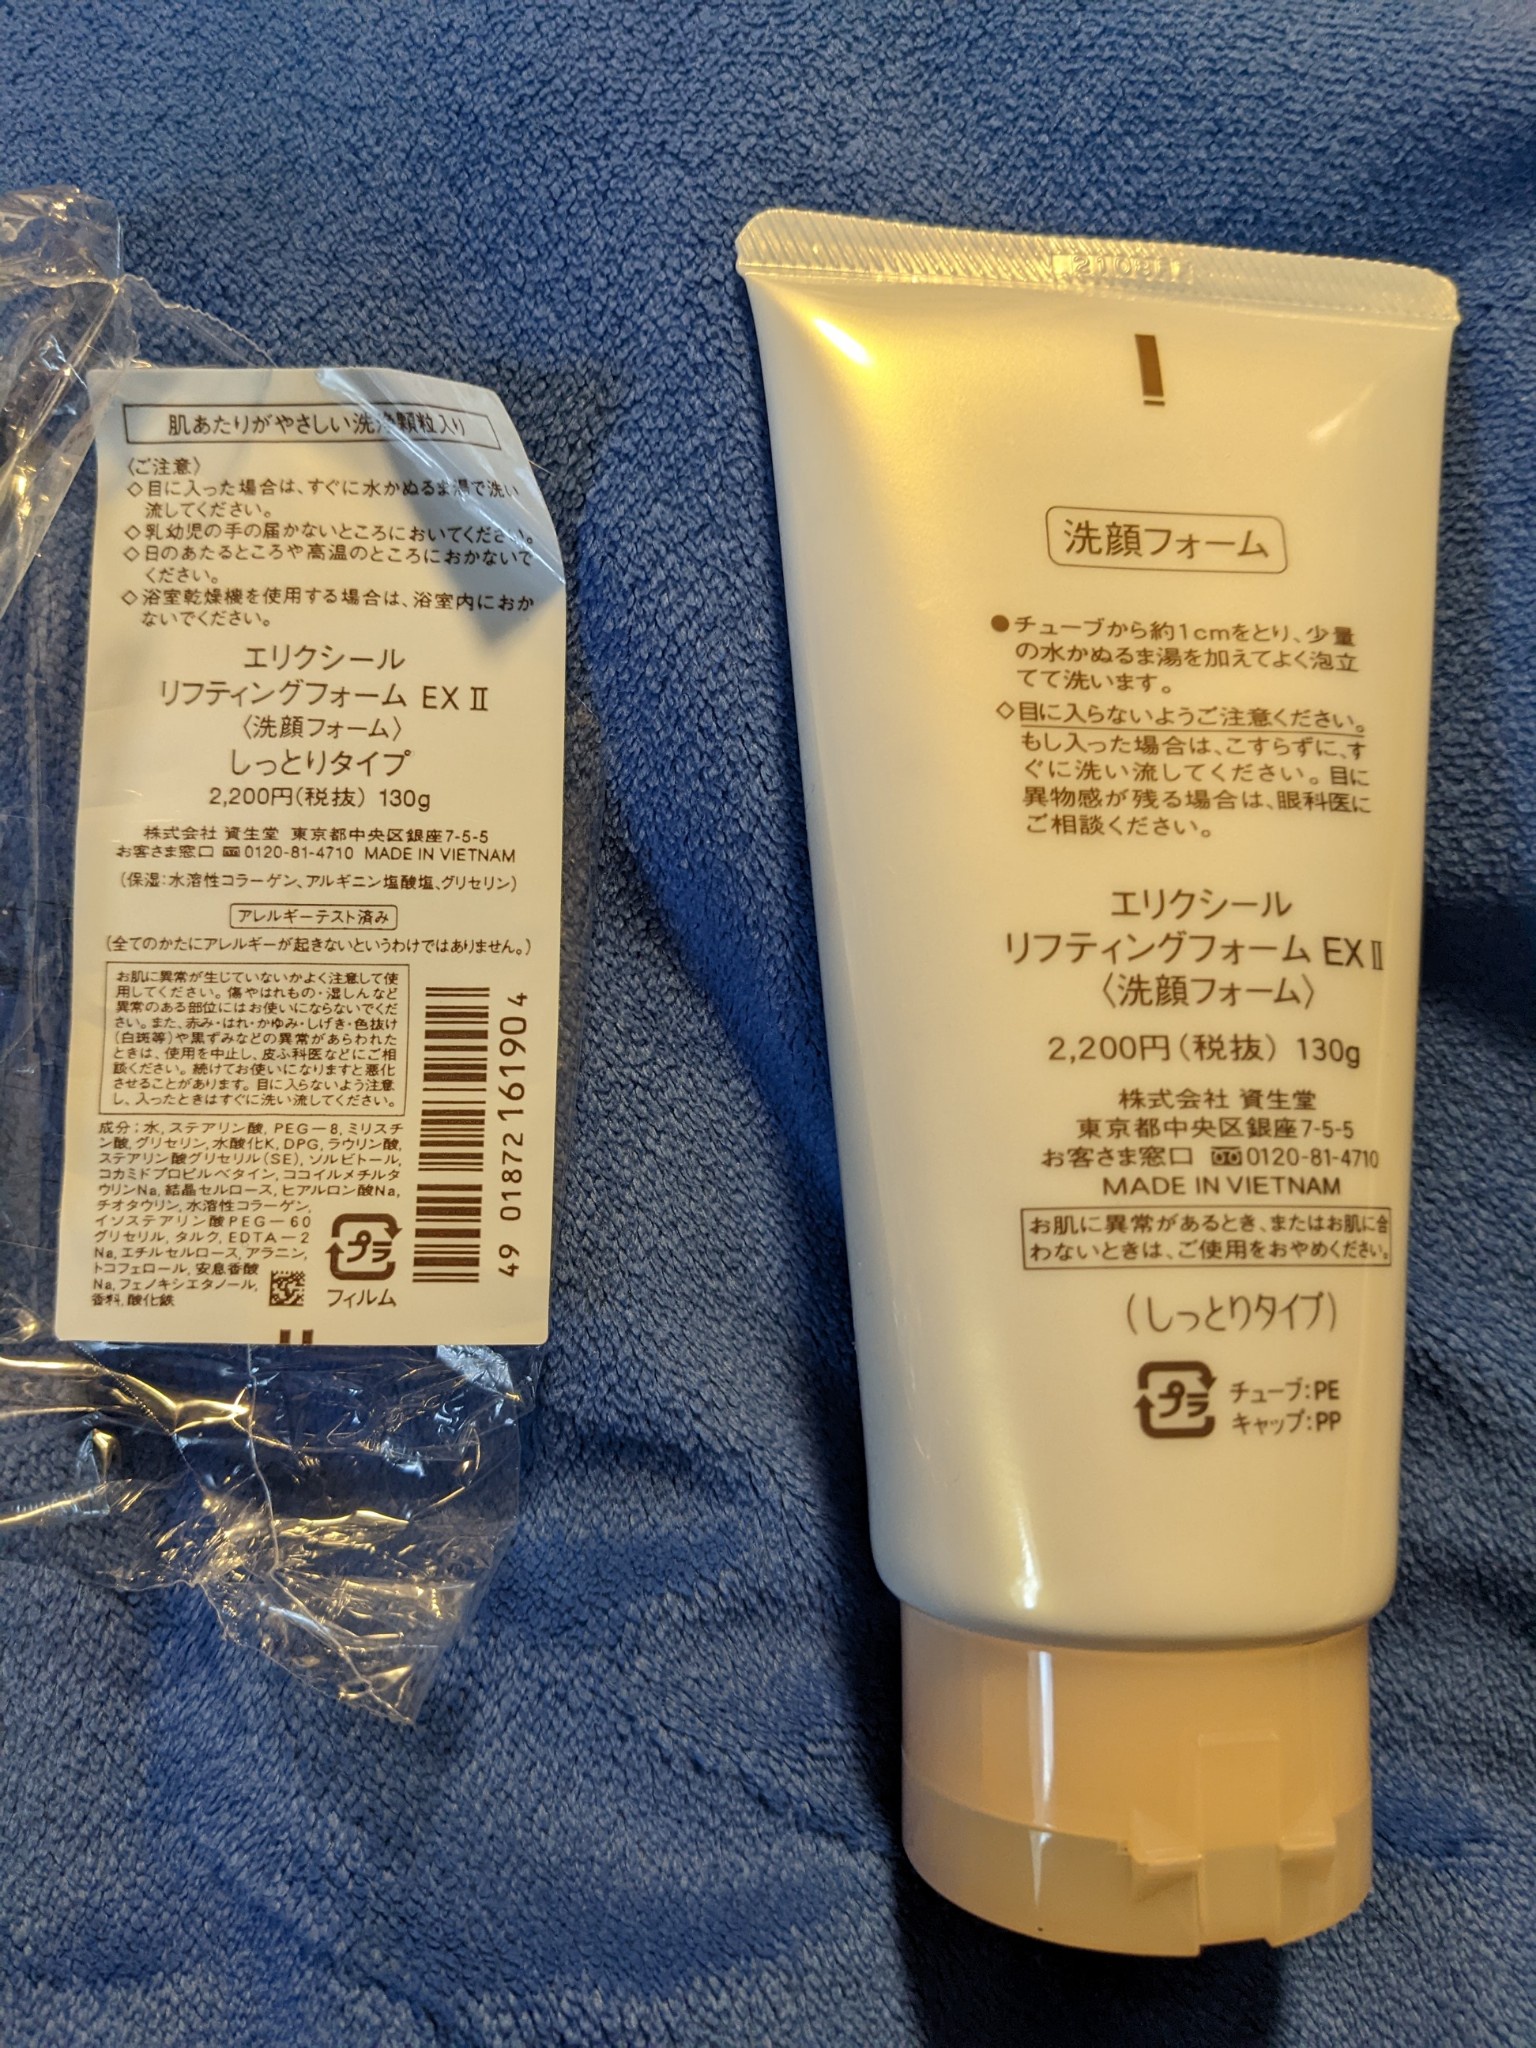 肌あたりがやさしい洗浄顆粒入り
〈ご注意〉
◇目に入った場合は、すぐに水かぬるま湯で洗い
流してください。
◇乳幼児の手の届かないところにおいてください。
◇日のあたるところや高温のところにおかないで
ください。
◇浴室乾燥機を使用する場合は、浴室内におか
ないでください。
エリクシール
リフティングフォーム EX Ⅱ
〈洗顔フォーム〉
しっとりタイプ
2,200円(税抜) 130g
株式会社 資生堂 東京都中央区銀座7-5-5
お客さま窓口 0120-81-4710 MADE IN VIETNAM
(保湿:水溶性コラーゲン、アルギニン塩酸塩、グリセリン)
アレルギーテスト済み
(全てのかたにアレルギーが起きないというわけではありません。)
お肌に異常が生じていないかよく注意して使
用してください。傷やはれもの・湿しんなど
異常のある部位にはお使いにならないでくだ
さい。また、赤み・はれ・かゆみ・しげき・色抜け
(白斑等)や黒ずみなどの異常があらわれた
ときは、使用を中止し、皮ふ科医などにご相
談ください。続けてお使いになりますと悪化
させることがあります。目に入らないよう注意
し、入ったときはすぐに洗い流してください。
成分:水, ステアリン酸, PEG-8, ミリスチ
ン酸, グリセリン, 水酸化K, DPG, ラウリン酸,
ステアリン酸グリセリル(SE), ソルビトール,
コカミドプロピルベタイン, ココイルメチルタ
ウリンNa, 結晶セルロース, ヒアルロン酸Na,
チオタウリン, 水溶性コラーゲン,
イソステアリン酸PEG-60
グリセリル, タルク, EDTA-2
Na, エチルセルロース, アラニン,
トコフェロール, 安息香酸
Na, フェノキシエタノール,
香料, 酸化鉄
プラ
フィルム
49 01872 161904
洗顔フォーム
●チューブから約1cmをとり、少量
の水かぬるま湯を加えてよく泡立
てて洗います。
◇目に入らないようご注意ください。
もし入った場合は、こすらずに、す
ぐに洗い流してください。目に
異物感が残る場合は、眼科医に
ご相談ください。
エリクシール
リフティングフォーム EX Ⅱ
〈洗顔フォーム〉
2,200円(税抜) 130g
株式会社 資生堂
東京都中央区銀座7-5-5
お客さま窓口 0120-81-4710
MADE IN VIETNAM
お肌に異常があるとき、またはお肌に合
わないときは、ご使用をおやめください。
(しっとりタイプ)
プラ
チューブ:PE
キャップ:PP